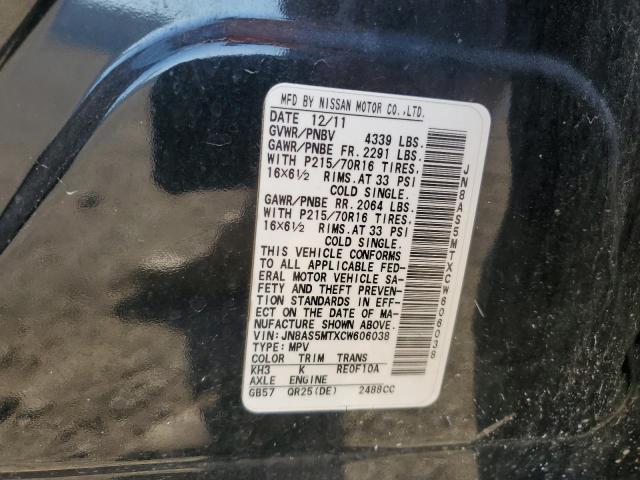 MFD BY NISSAN MOTOR CO.,LTD.
DATE 12/11
GVWR/PNBV 4339 LBS.
GAWR/PNBE FR. 2291 LBS.
WITH P215/70R16 TIRES.
16X6½ RIMS.AT 33 PSI
COLD SINGLE.
GAWR/PNBE RR. 2064 LBS.
WITH P215/70R16 TIRES.
16X6½ RIMS.AT 33 PSI
COLD SINGLE.
THIS VEHICLE CONFORMS
TO ALL APPLICABLE FED-
ERAL MOTOR VEHICLE SAF-
ETY AND THEFT PREVEN-
TION STANDARDS IN EFF-
ECT ON THE DATE OF MA-
NUFACTURE SHOWN ABOVE.
VIN: JN8AS5MTXCW606038
TYPE: MPV
COLOR TRIM TRANS
KH3 K RE0F10A
AXLE ENGINE
GB57 QR25(DE) 2488CC
JN8AS5MTXCW606038